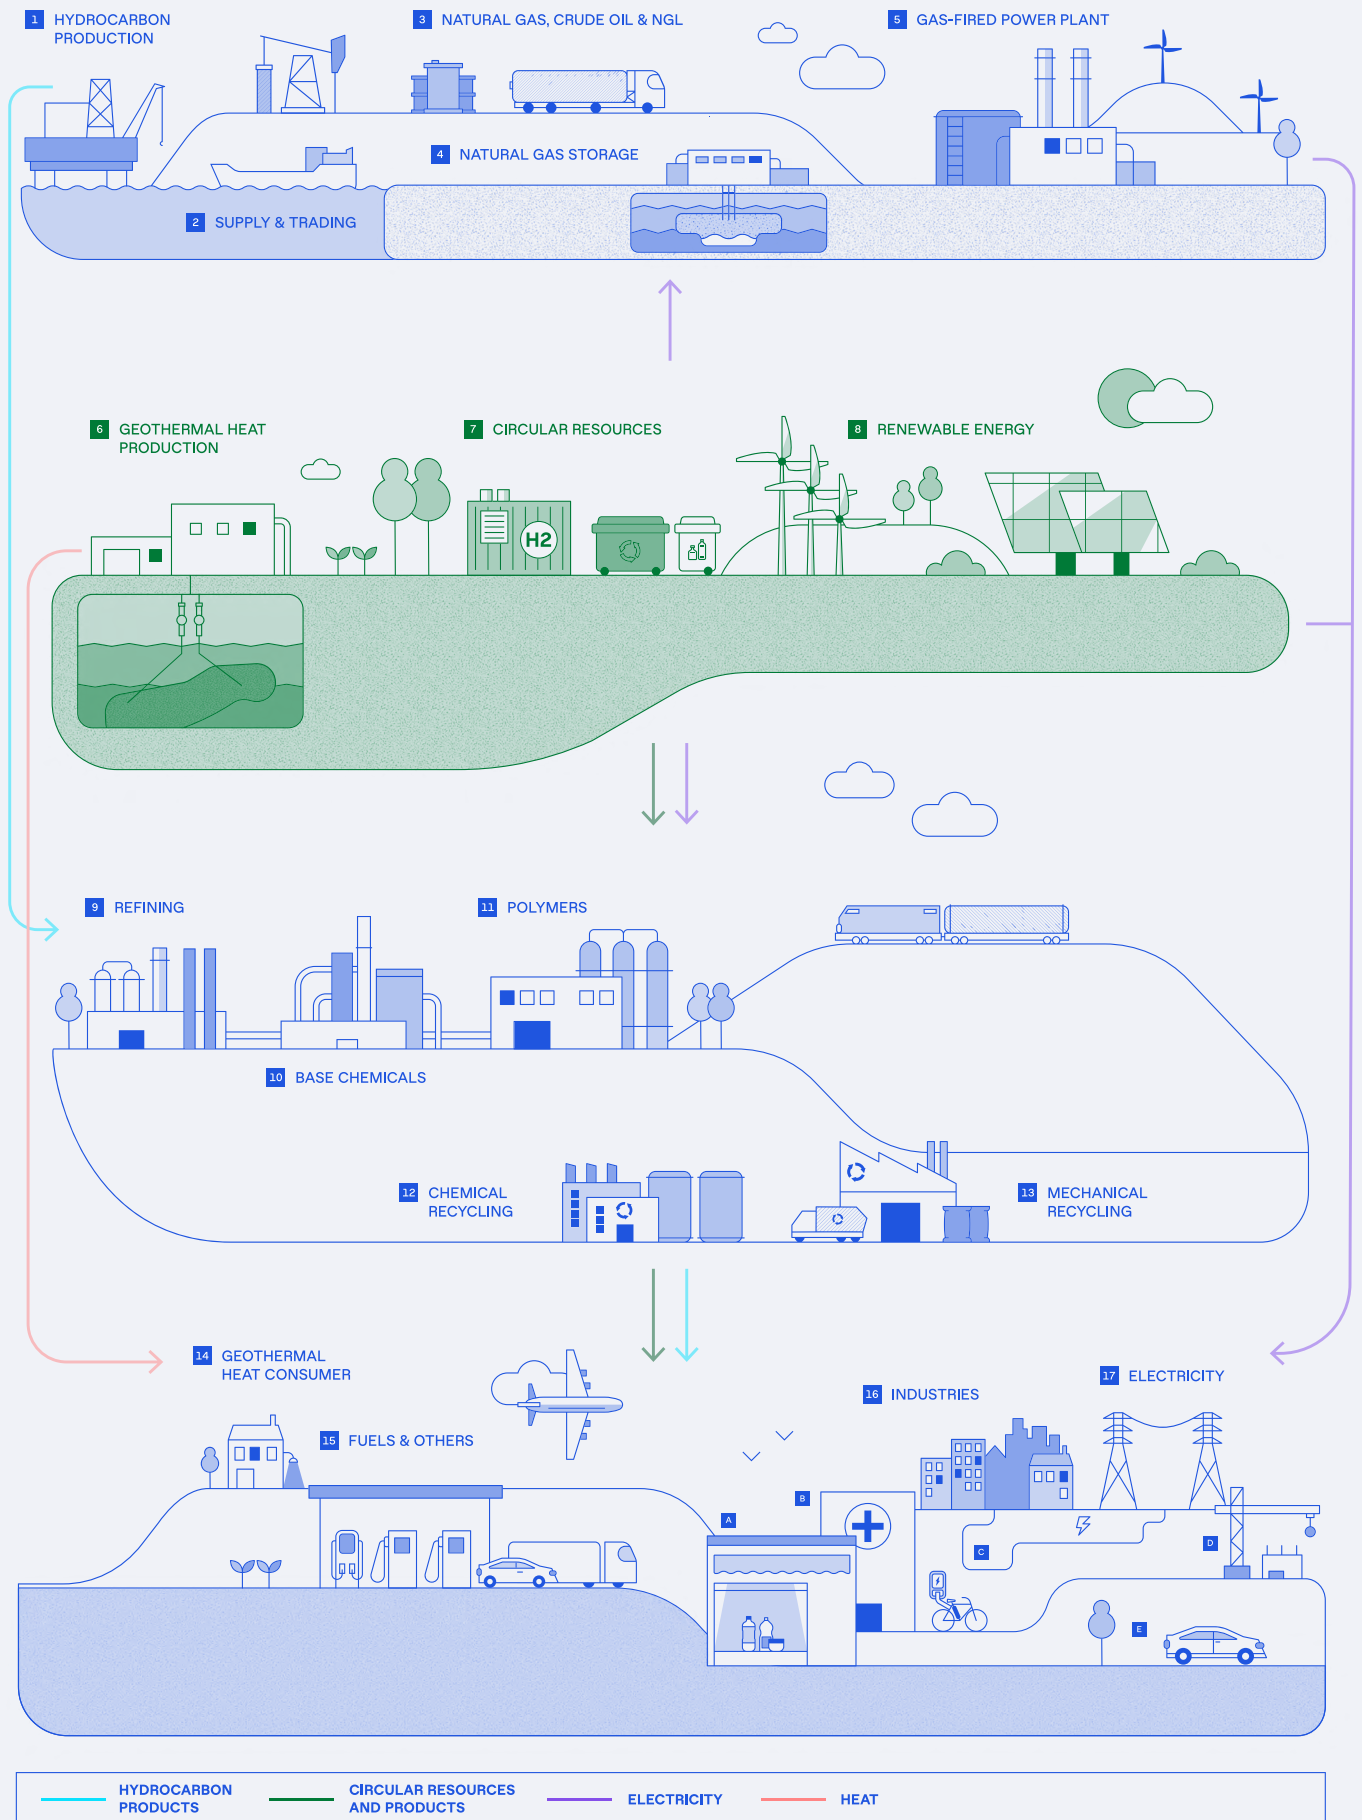 1 HYDROCARBON
PRODUCTION
3 NATURAL GAS, CRUDE OIL & NGL
5 GAS-FIRED POWER PLANT
4 NATURAL GAS STORAGE
2 SUPPLY & TRADING
6 GEOTHERMAL HEAT
PRODUCTION
7 CIRCULAR RESOURCES
8 RENEWABLE ENERGY
H2
9 REFINING
11 POLYMERS
10 BASE CHEMICALS
12 CHEMICAL
RECYCLING
13 MECHANICAL
RECYCLING
14 GEOTHERMAL
HEAT CONSUMER
15 FUELS & OTHERS
16 INDUSTRIES
17 ELECTRICITY
A
B
C
D
E
HYDROCARBON
PRODUCTS
CIRCULAR RESOURCES
AND PRODUCTS
ELECTRICITY
HEAT